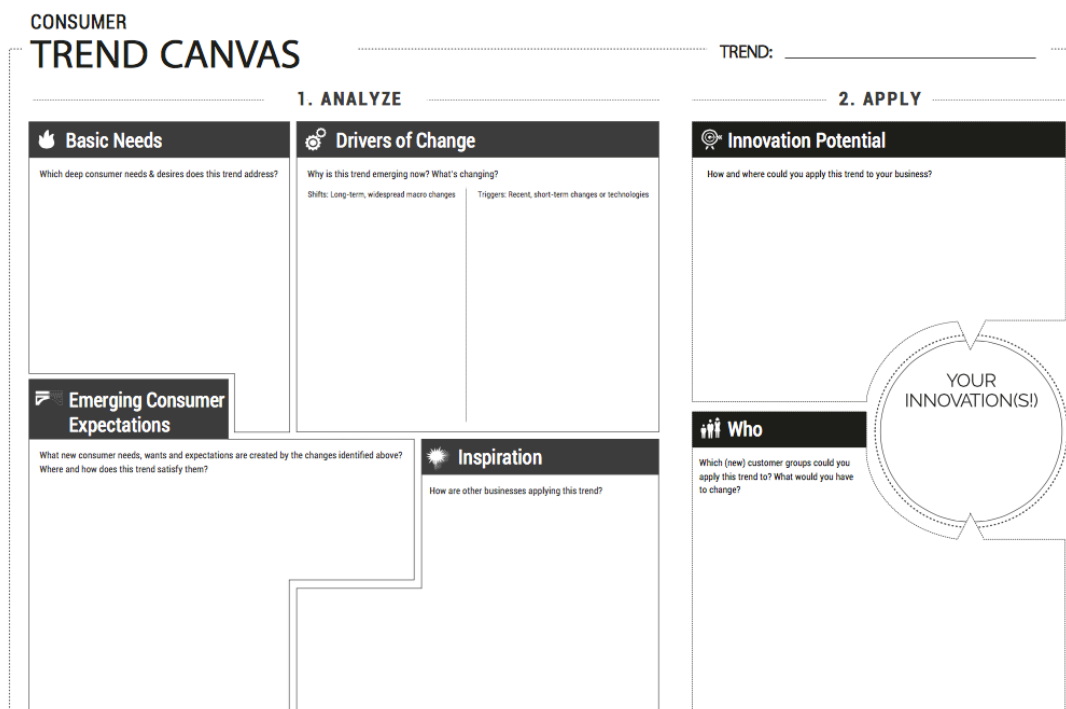 CONSUMER
TREND CANVAS
TREND:
1. ANALYZE
2. APPLY
Basic Needs
Which deep consumer needs & desires does this trend address?
Drivers of Change
Why is this trend emerging now? What's changing?
Shifts: Long-term, widespread macro changes
Triggers: Recent, short-term changes or technologies
Emerging Consumer
Expectations
What new consumer needs, wants and expectations are created by the changes identified above?
Where and how does this trend satisfy them?
Inspiration
How are other businesses applying this trend?
Innovation Potential
How and where could you apply this trend to your business?
YOUR
INNOVATION(S!)
Who
Which (new) customer groups could you
apply this trend to? What would you have
to change?